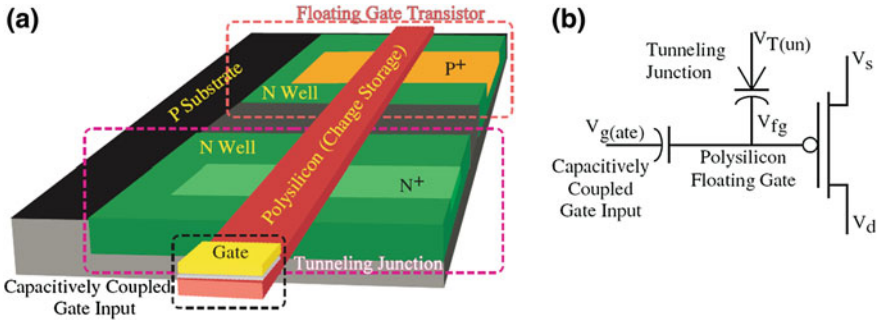 (a)
Floating Gate Transistor
P Substrate
P+
N Well
N Well
Polysilicon (Charge Storage)
N+
Gate
Tunneling Junction
Capacitively Coupled
Gate Input
(b)
VT(un)
Tunneling
Junction
Vs
Vfg
Vg(ate)
Capacitively
Coupled
Gate Input
Polysilicon
Floating Gate
Vd